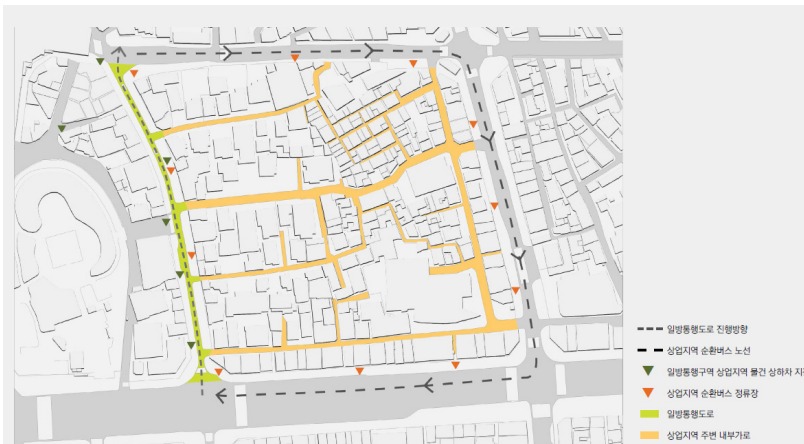 일방통행도로 진행방향
상업지역 순환버스 노선
일방통행구역 상업지역 물건 상하차 지
상업지역 순환버스 정류장
일방통행도로
상업지역 주변 내부가로